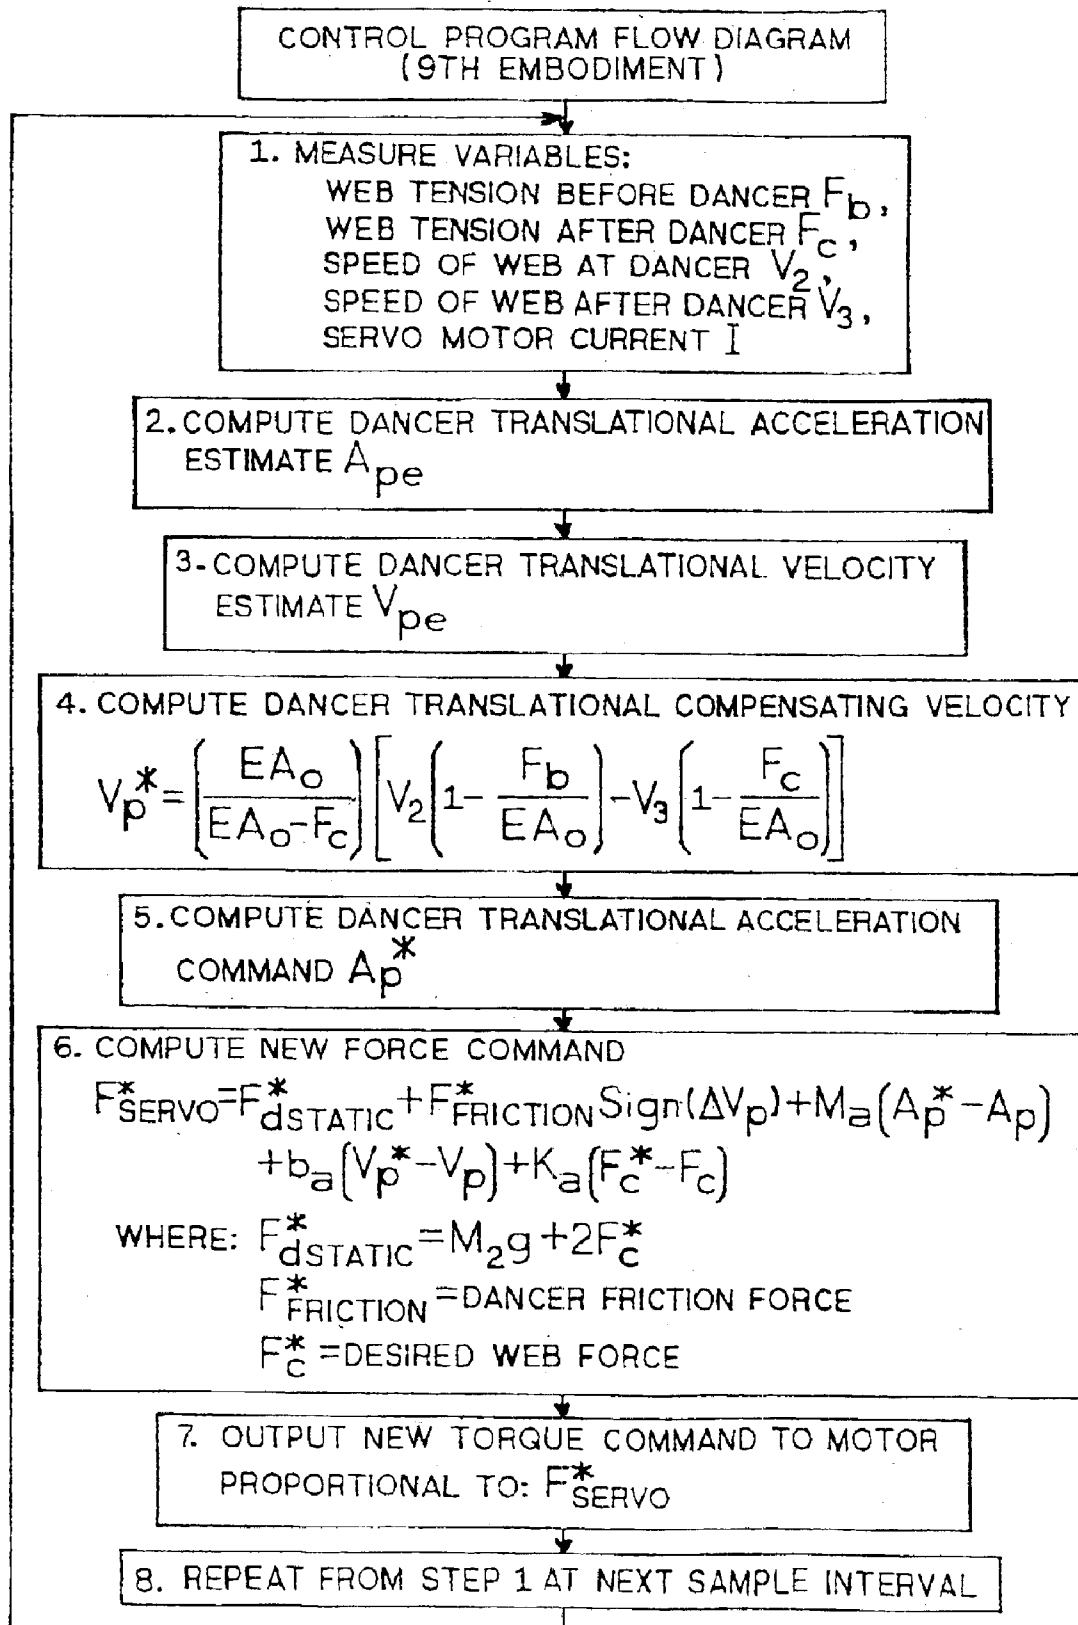 CONTROL PROGRAM FLOW DIAGRAM
(9TH EMBODIMENT)
1. MEASURE VARIABLES:
WEB TENSION BEFORE DANCER F_b,
WEB TENSION AFTER DANCER F_c,
SPEED OF WEB AT DANCER V_2,
SPEED OF WEB AFTER DANCER V_3,
SERVO MOTOR CURRENT I
2. COMPUTE DANCER TRANSLATIONAL ACCELERATION
ESTIMATE A_pe
3. COMPUTE DANCER TRANSLATIONAL VELOCITY
ESTIMATE V_pe
4. COMPUTE DANCER TRANSLATIONAL COMPENSATING VELOCITY
V_p* = (EA_o / (EA_o - F_c)) [V_2 (1 - F_b / EA_o) - V_3 (1 - F_c / EA_o)]
5. COMPUTE DANCER TRANSLATIONAL ACCELERATION
COMMAND A_p*
6. COMPUTE NEW FORCE COMMAND
F*_SERVO = F*_dSTATIC + F*_FRICTION Sign(ΔV_p) + M_a(A_p* - A_p)
+ b_a(V_p* - V_p) + K_a(F_c* - F_c)
WHERE: F*_dSTATIC = M_2g + 2F_c*
F*_FRICTION = DANCER FRICTION FORCE
F_c* = DESIRED WEB FORCE
7. OUTPUT NEW TORQUE COMMAND TO MOTOR
PROPORTIONAL TO: F*_SERVO
8. REPEAT FROM STEP 1 AT NEXT SAMPLE INTERVAL